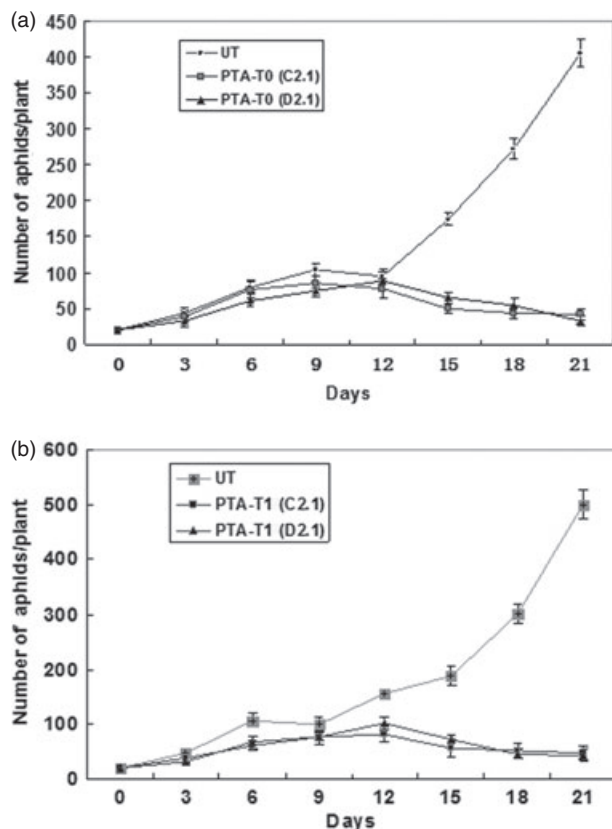 (a)
Number of aphids/plant
450
400
350
300
250
200
150
100
50
0
UT
PTA-T0 (C2.1)
PTA-T0 (D2.1)
0 3 6 9 12 15 18 21
Days
(b)
Number of aphids/plant
600
500
400
300
200
100
0
UT
PTA-T1 (C2.1)
PTA-T1 (D2.1)
0 3 6 9 12 15 18 21
Days